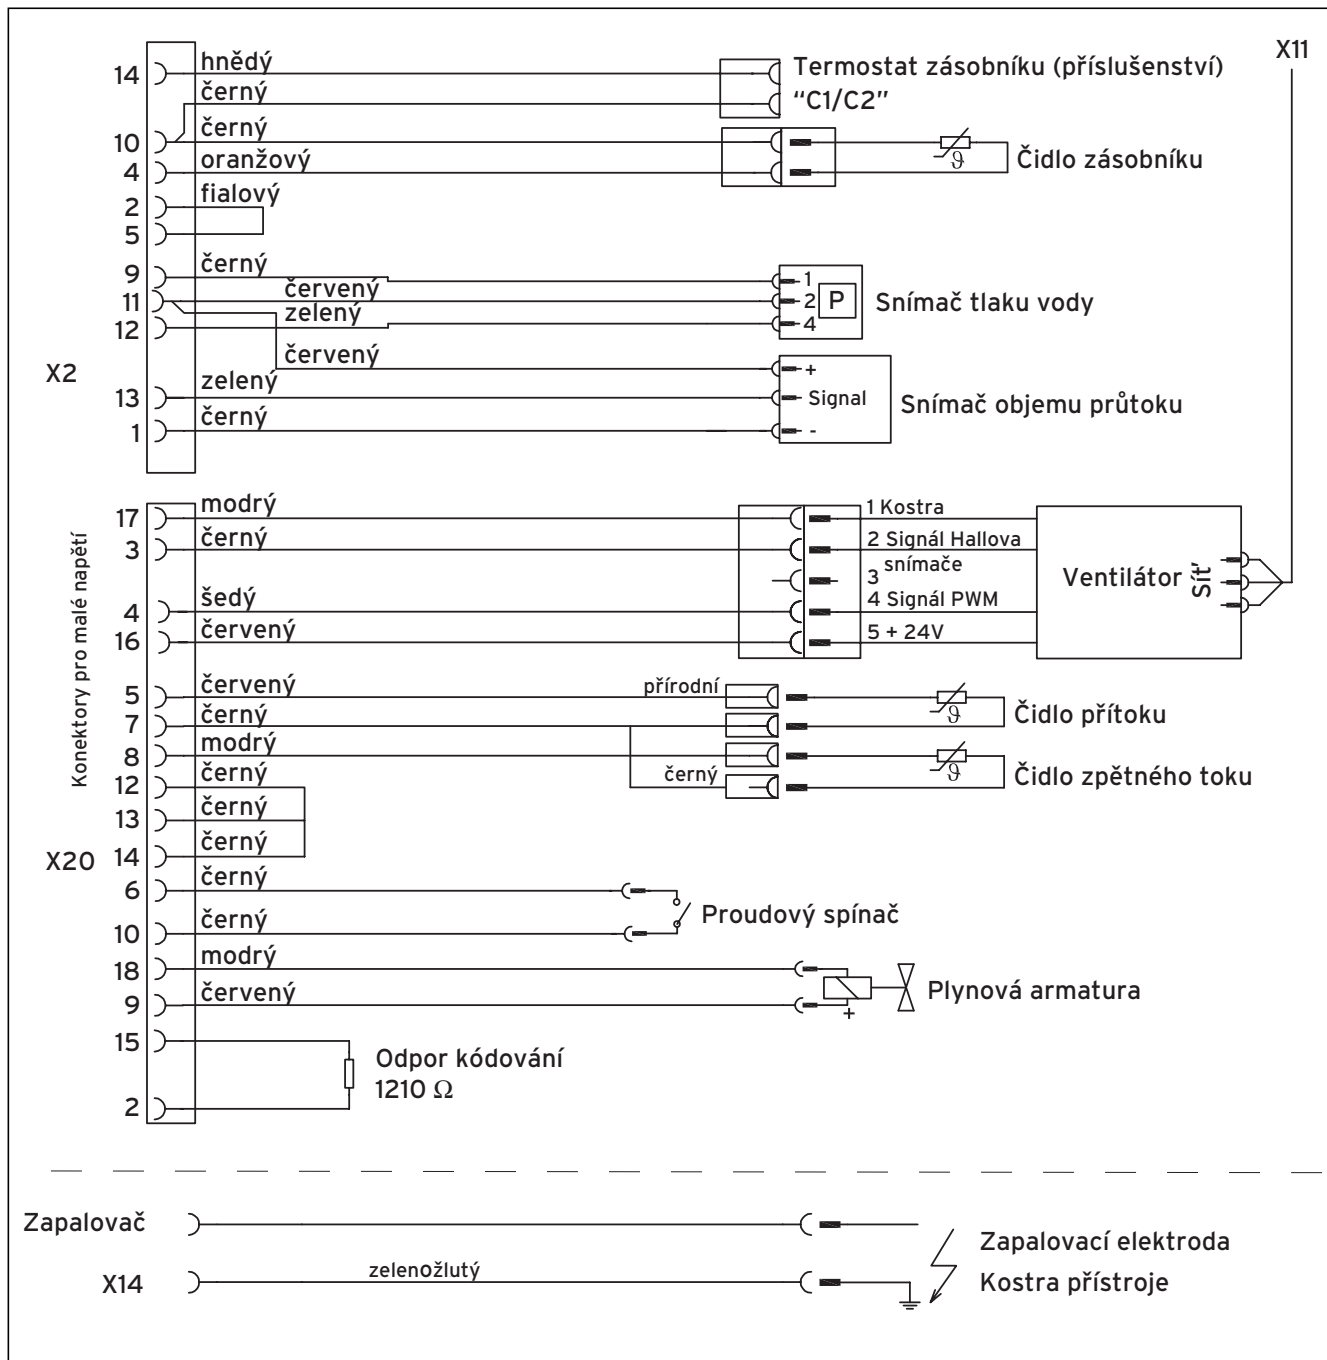 X11
14 hnědý
Termostat zásobníku (příslušenství)
černý
“C1/C2”
10 černý
4 oranžový
ϑ
Čidlo zásobníku
2 fialový
5
9 černý
1
11 červený
2
P
Snímač tlaku vody
12 zelený
4
X2
červený
+
13 zelený
Signal
Snímač objemu průtoku
1 černý
-
Konektory pro malé napětí
17 modrý
1 Kostra
3 černý
2 Signál Hallova
snímače
3
Ventilátor
Síť
4 šedý
4 Signál PWM
16 červený
5 + 24V
5 červený
přírodní
ϑ
Čidlo přítoku
7 černý
8 modrý
černý
ϑ
Čidlo zpětného toku
12 černý
13 černý
X20
14 černý
6 černý
Proudový spínač
10 černý
18 modrý
Plynová armatura
9 červený
+
15
Odpor kódování
1210 Ω
2
Zapalovač
Zapalovací elektroda
X14
zelenožlutý
Kostra přístroje